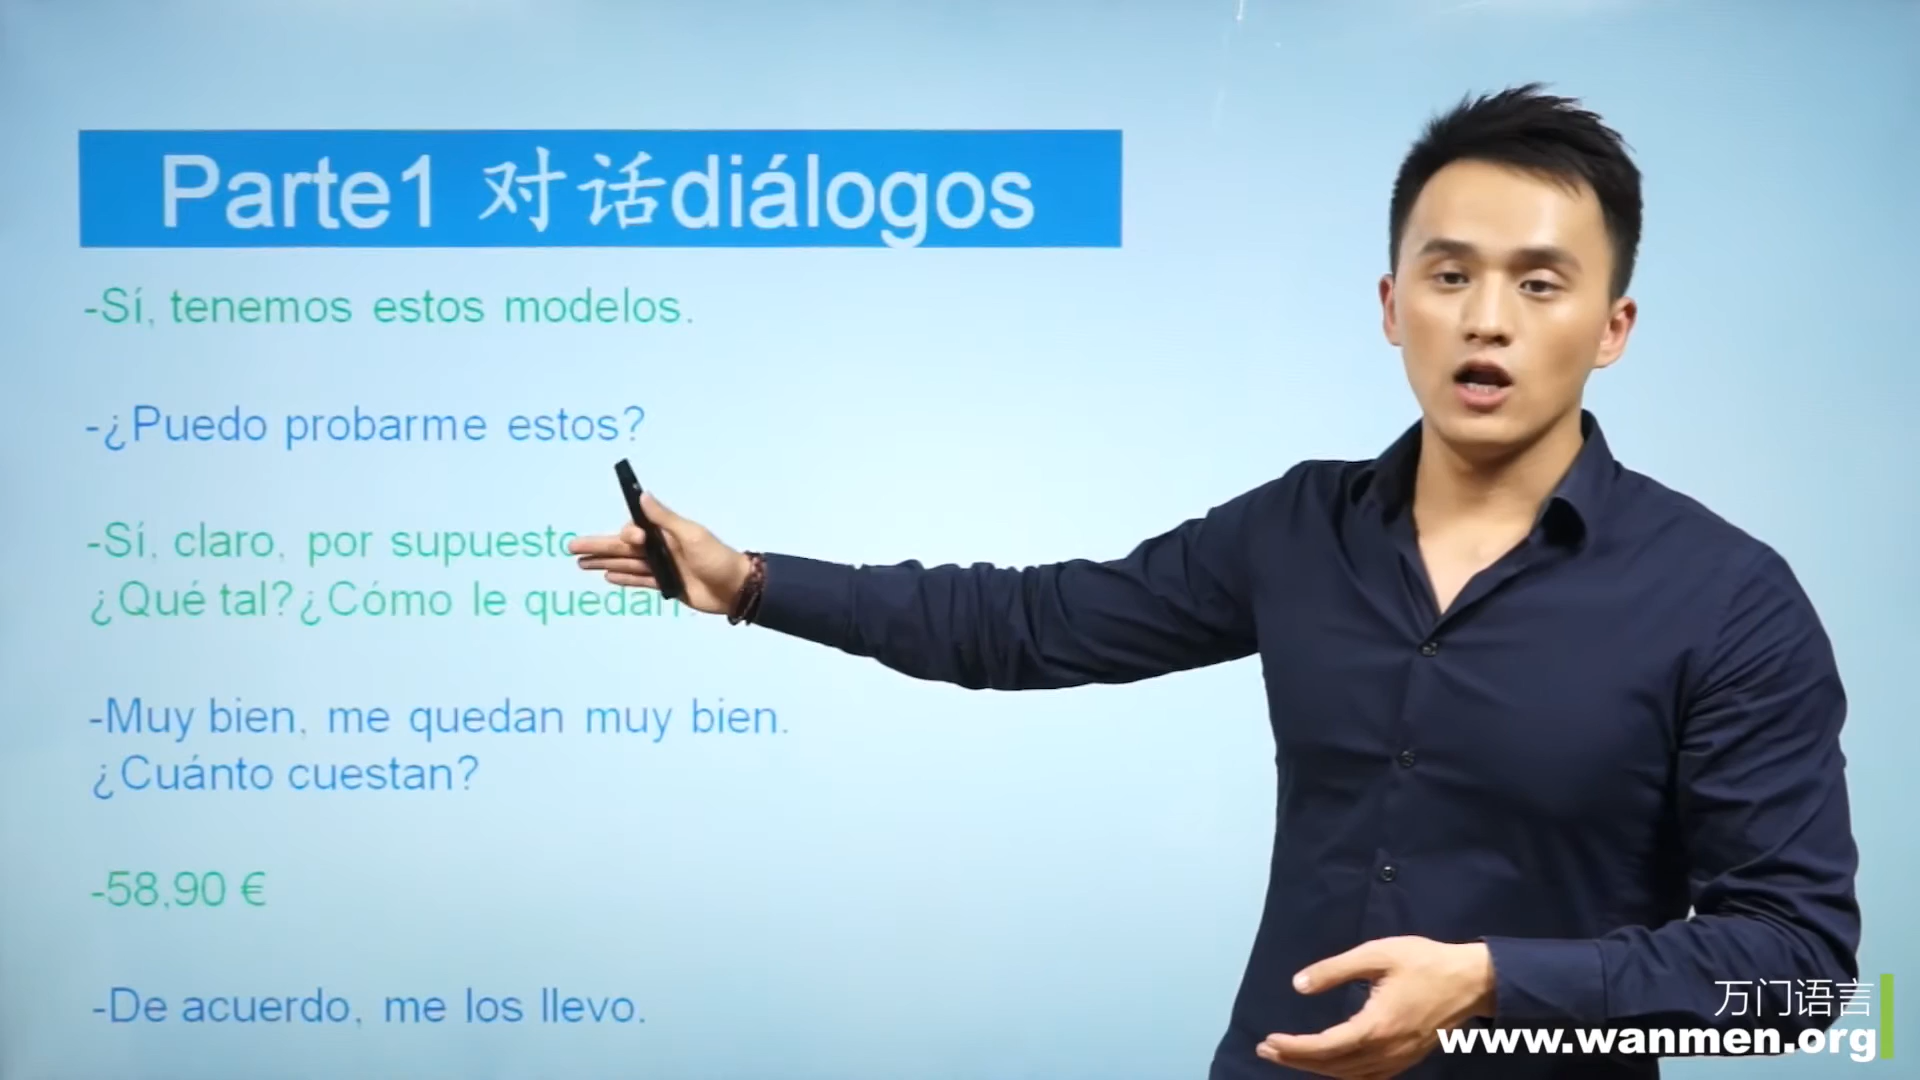 Parte1 对话diálogos
-Sí, tenemos estos modelos.
-¿Puedo probarme estos?
-Sí, claro, por supuesto
¿Qué tal?¿Cómo le quedan
-Muy bien, me quedan muy bien.
¿Cuánto cuestan?
-58,90 €
-De acuerdo, me los llevo.
万门语言
www.wanmen.org